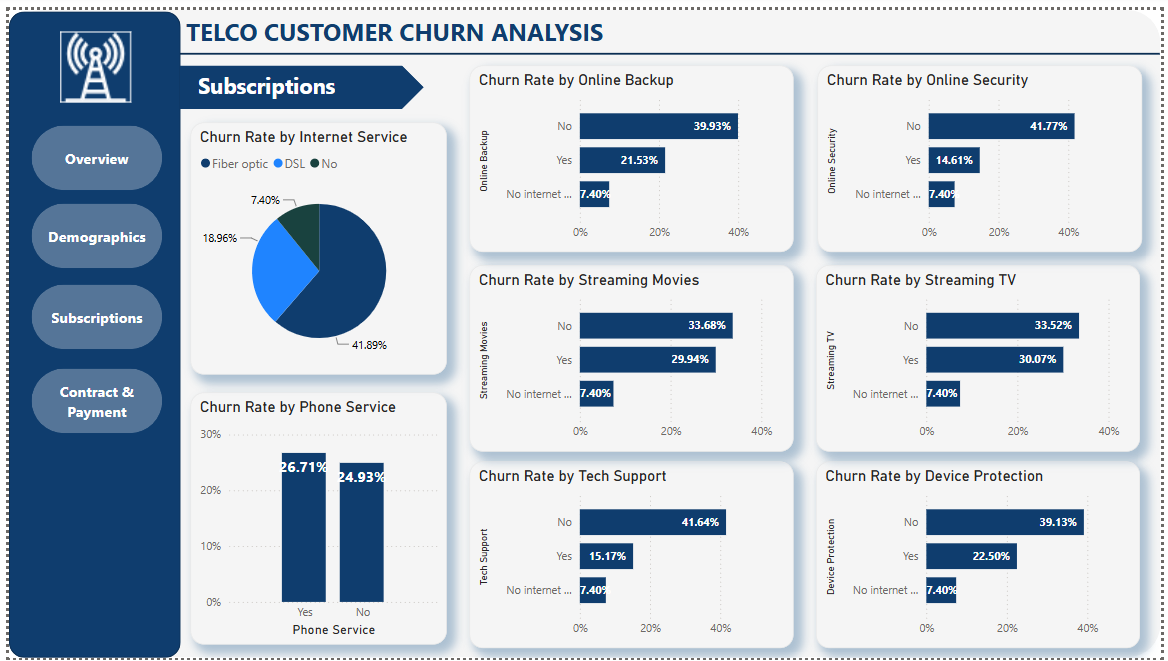 TELCO CUSTOMER CHURN ANALYSIS
Overview
Demographics
Subscriptions
Contract &
Payment
Subscriptions
Churn Rate by Internet Service
Fiber optic DSL No
7.40%
18.96%
41.89%
Churn Rate by Phone Service
30%
20%
10%
0%
26.71%
24.93%
Yes No
Phone Service
Churn Rate by Online Backup
Online Backup
No 39.93%
Yes 21.53%
No internet ... 7.40%
0% 20% 40%
Churn Rate by Online Security
Online Security
No 41.77%
Yes 14.61%
No internet ... 7.40%
0% 20% 40%
Churn Rate by Streaming Movies
Streaming Movies
No 33.68%
Yes 29.94%
No internet ... 7.40%
0% 20% 40%
Churn Rate by Streaming TV
Streaming TV
No 33.52%
Yes 30.07%
No internet ... 7.40%
0% 20% 40%
Churn Rate by Tech Support
Tech Support
No 41.64%
Yes 15.17%
No internet ... 7.40%
0% 20% 40%
Churn Rate by Device Protection
Device Protection
No 39.13%
Yes 22.50%
No internet ... 7.40%
0% 20% 40%